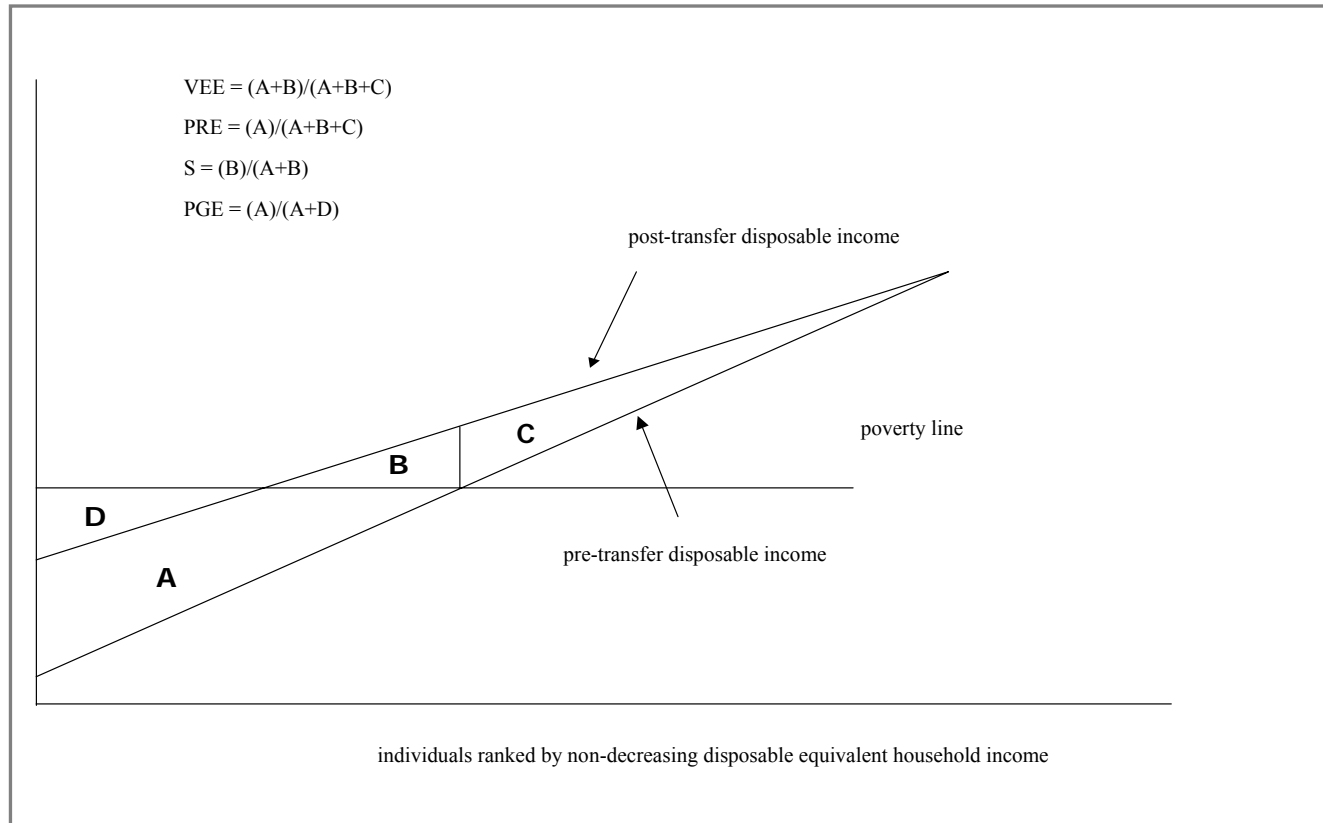 VEE = (A+B)/(A+B+C)
PRE = (A)/(A+B+C)
S = (B)/(A+B)
PGE = (A)/(A+D)
post-transfer disposable income
C
poverty line
B
D
pre-transfer disposable income
A
individuals ranked by non-decreasing disposable equivalent household income